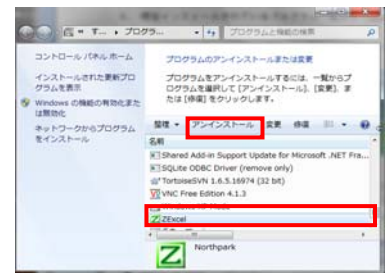 T... ▸ プログラ...
プログラムと機能の検索
コントロール パネル ホーム
インストールされた更新プロ
グラムを表示
Windows の機能の有効化また
は無効化
ネットワークからプログラム
をインストール
プログラムのアンインストールまたは変更
プログラムをアンインストールするには、一覧からプ
ログラムを選択して [アンインストール]、[変更]、ま
たは [修復] をクリックします。
整理 アンインストール 変更 修復
名前
Shared Add-in Support Update for Microsoft .NET Fra...
SQLite ODBC Driver (remove only)
TortoiseSVN 1.6.5.16974 (32 bit)
VNC Free Edition 4.1.3
ZExcel
Northpark